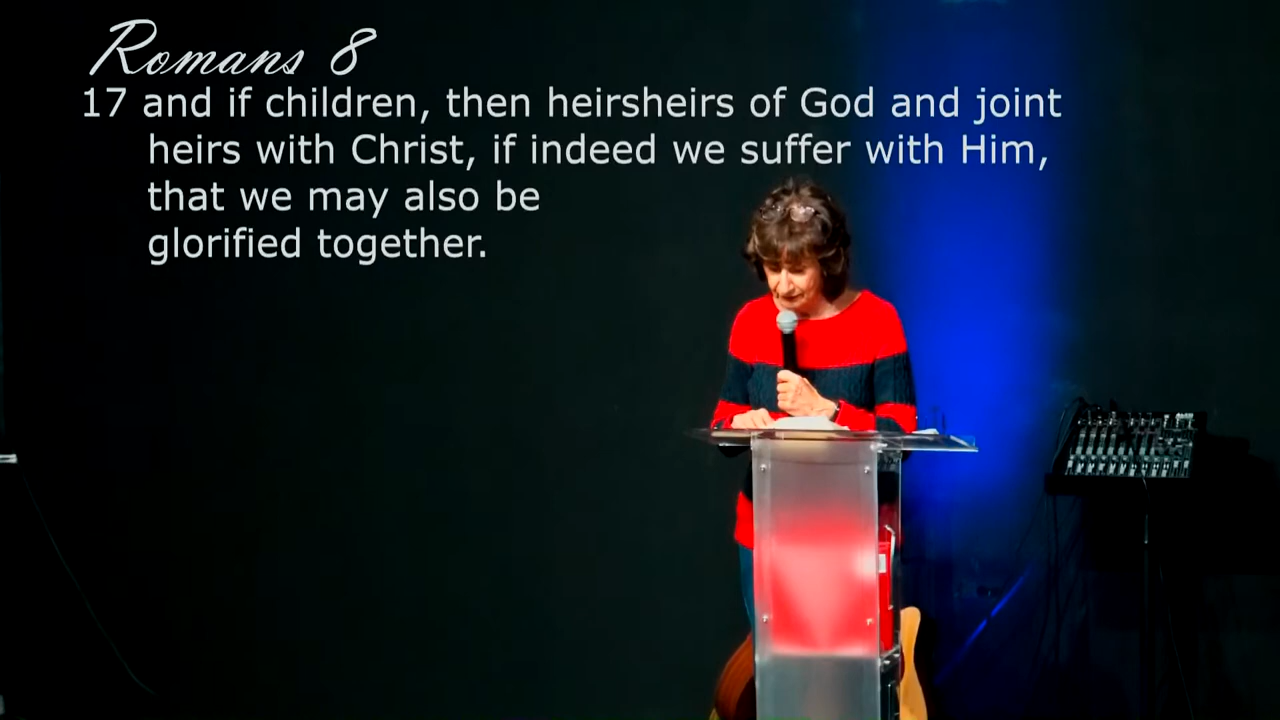 Romans 8
17 and if children, then heirsheirs of God and joint
heirs with Christ, if indeed we suffer with Him,
that we may also be
glorified together.